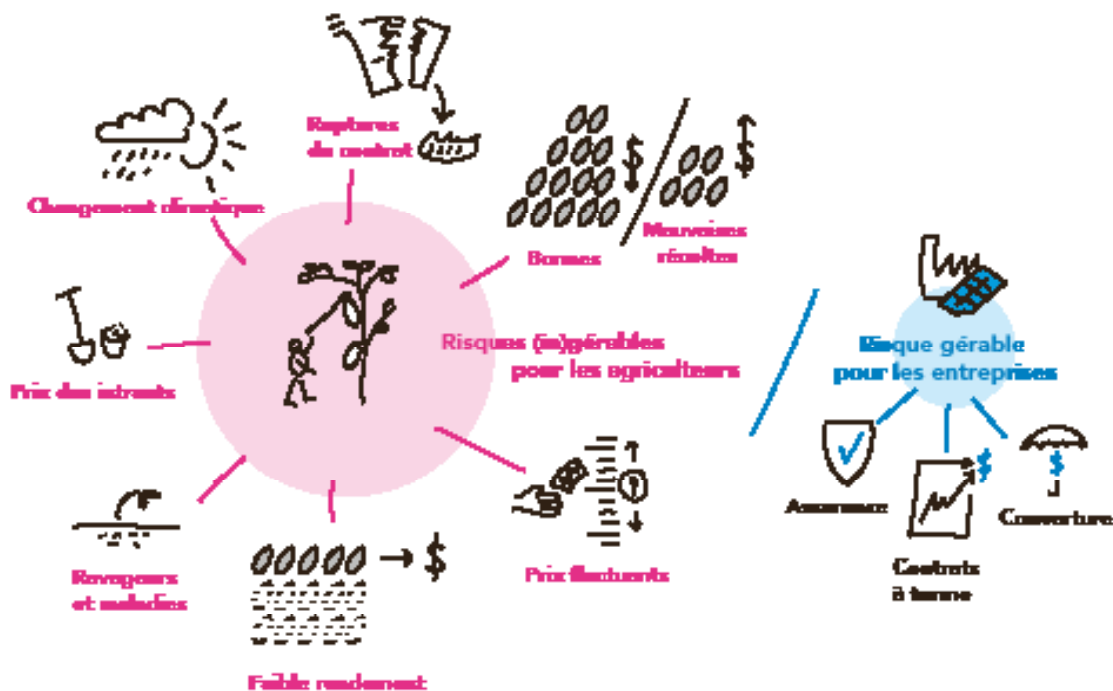 Ruptures
de contrat
Changement climatique
Bonnes
Mauvaises
récoltes
Risques (in)gérables
pour les agriculteurs
Risque gérable
pour les entreprises
Prix des intrants
Assurance
Couverture
Contrats
à terme
Ravageurs
et maladies
Prix fluctuants
Faible rendement